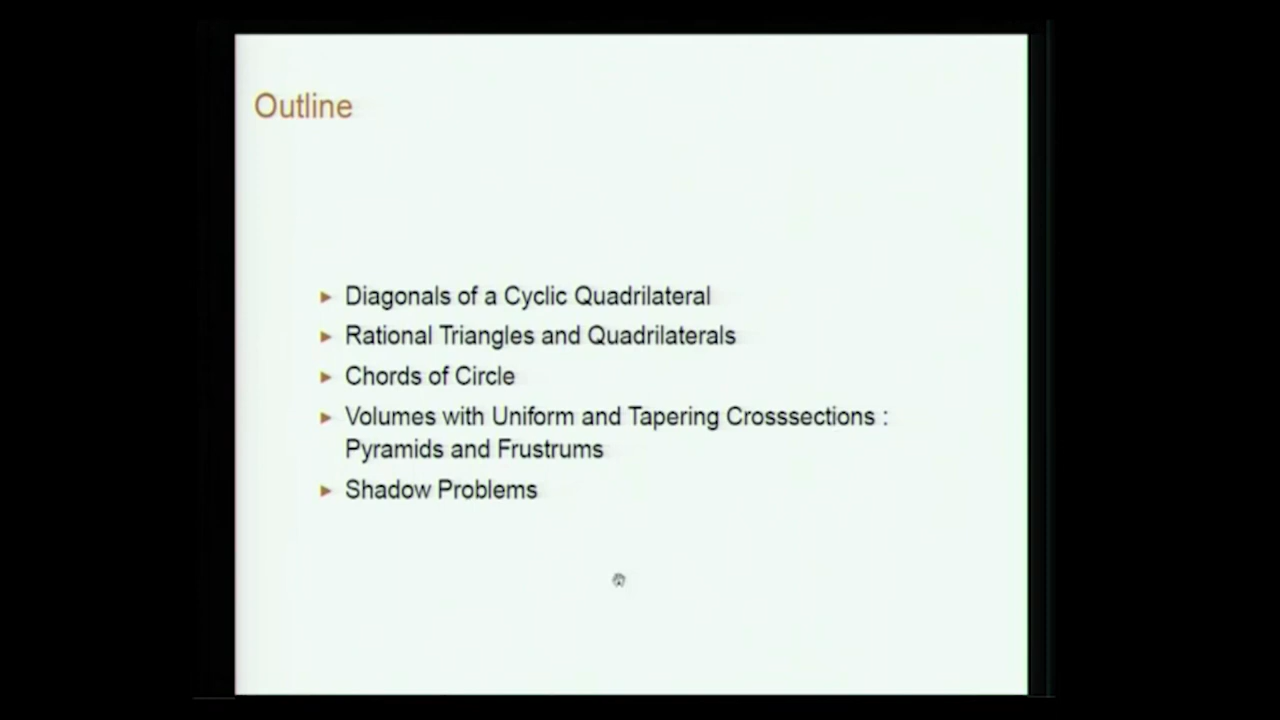 Outline
► Diagonals of a Cyclic Quadrilateral
► Rational Triangles and Quadrilaterals
► Chords of Circle
► Volumes with Uniform and Tapering Crosssections :
Pyramids and Frustrums
► Shadow Problems